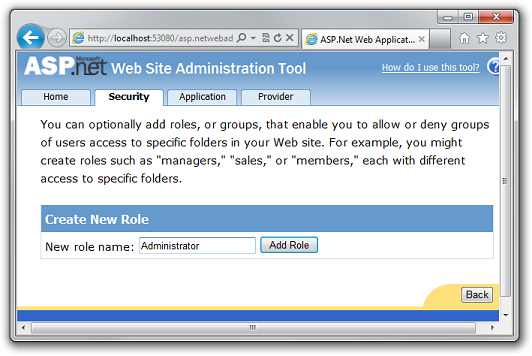 http://localhost:53080/asp.netwebad
ASP.Net Web Applicat...
Microsoft
ASP.net Web Site Administration Tool
How do I use this tool? ?
Home Security Application Provider
You can optionally add roles, or groups, that enable you to allow or deny groups
of users access to specific folders in your Web site. For example, you might
create roles such as "managers," "sales," or "members," each with different
access to specific folders.
Create New Role
New role name: Administrator Add Role
Back